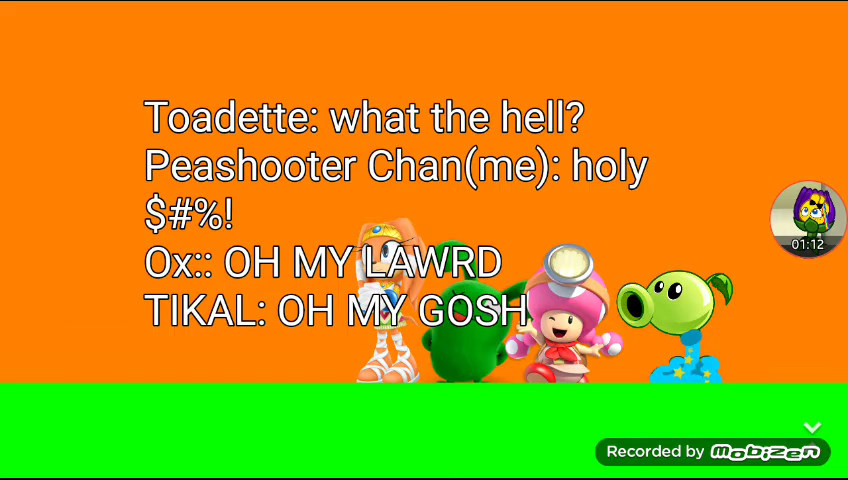 Toadette: what the hell?
Peashooter Chan(me): holy
$#%!
Ox:: OH MY LAWRD
TIKAL: OH MY GOSH
01:12
Recorded by mobizen